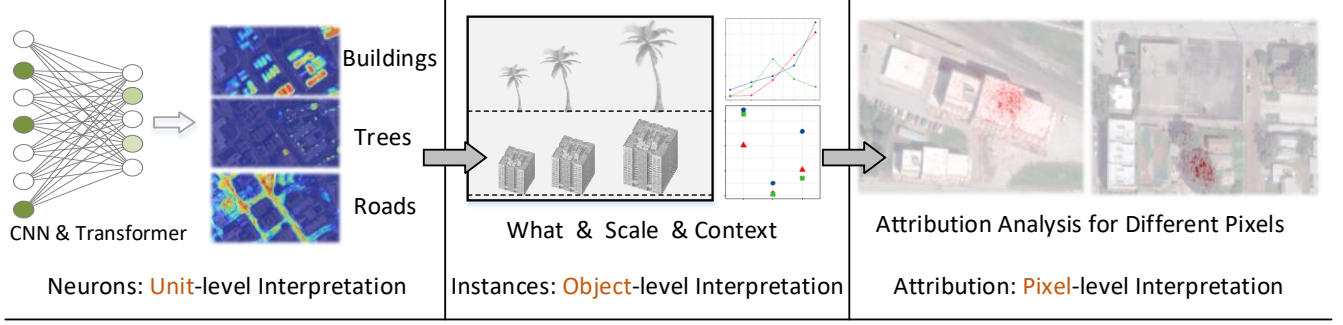 Buildings
Trees
Roads
CNN & Transformer
Neurons: Unit-level Interpretation
What & Scale & Context
Instances: Object-level Interpretation
Attribution Analysis for Different Pixels
Attribution: Pixel-level Interpretation